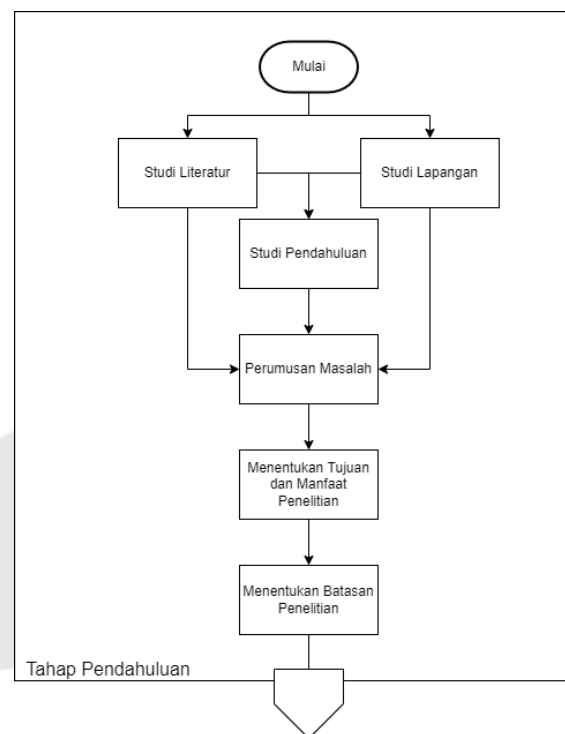 Mulai
Studi Literatur
Studi Lapangan
Studi Pendahuluan
Perumusan Masalah
Menentukan Tujuan
dan Manfaat
Penelitian
Menentukan Batasan
Penelitian
Tahap Pendahuluan